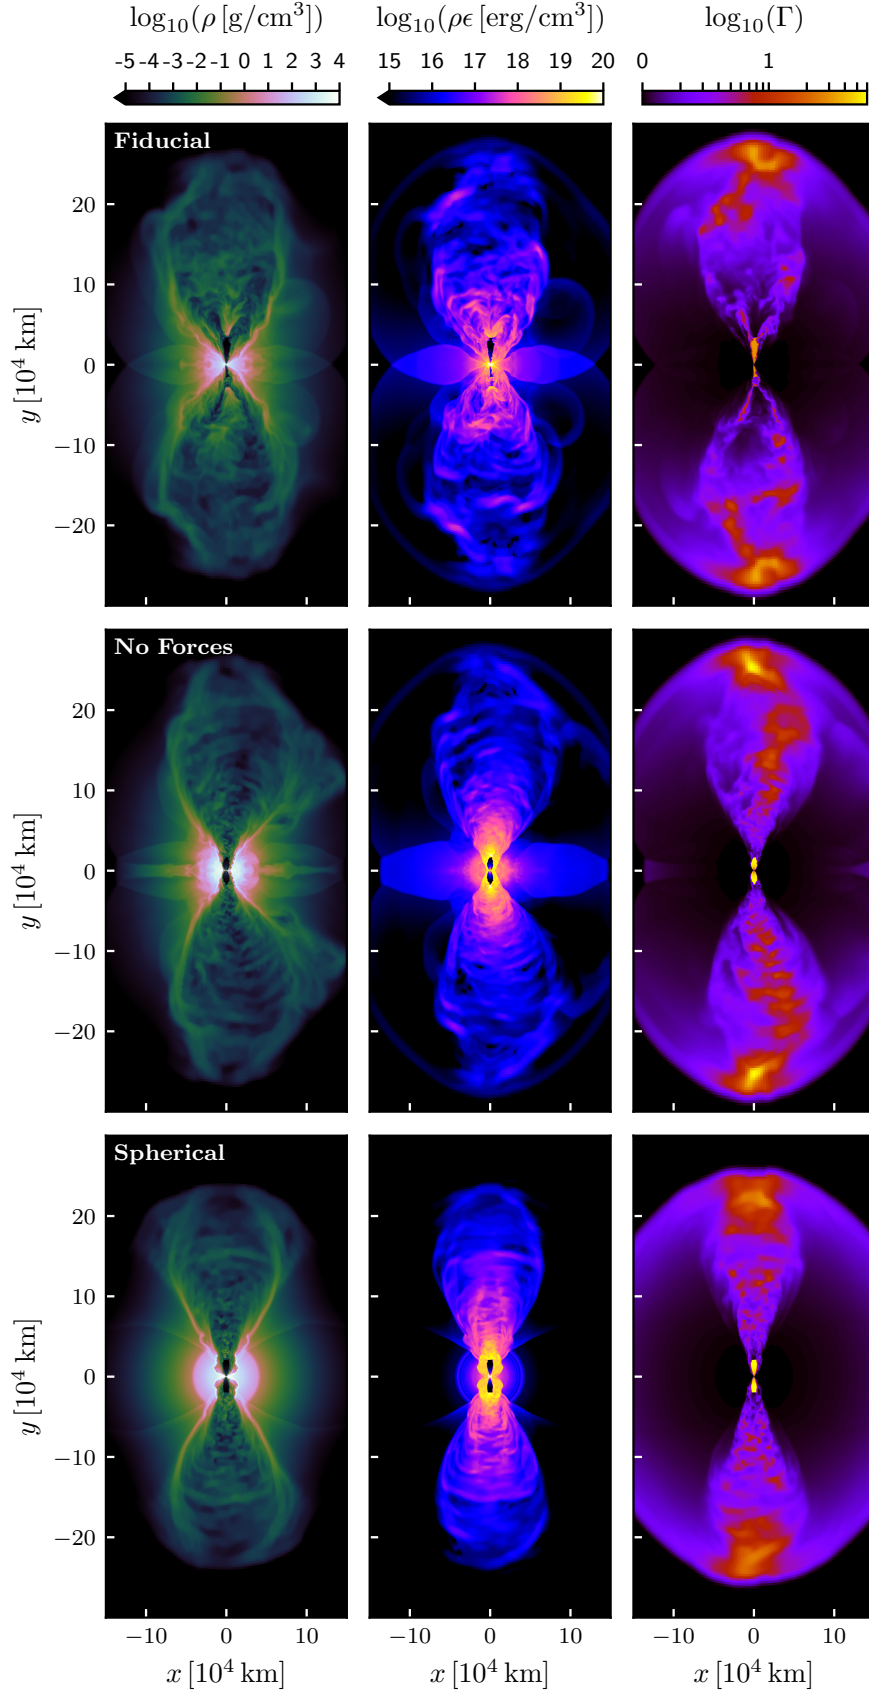 log₁₀(ρ [g/cm³]) log₁₀(ρϵ [erg/cm³]) log₁₀(Γ)
-5 -4 -3 -2 -1 0 1 2 3 4 15 16 17 18 19 20 0 1
Fiducial
20
10
0
−10
−20
y [10⁴ km]
No Forces
20
10
0
−10
−20
y [10⁴ km]
Spherical
20
10
0
−10
−20
y [10⁴ km]
−10 0 10 −10 0 10 −10 0 10
x [10⁴ km] x [10⁴ km] x [10⁴ km]